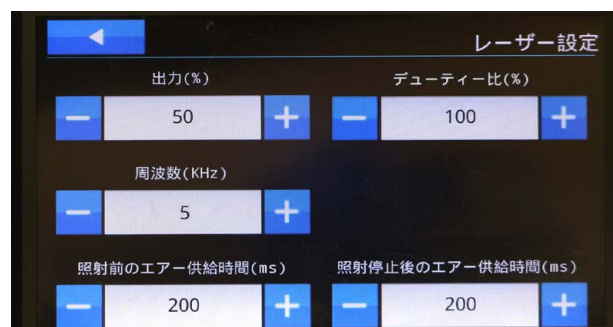 レーザー設定
出力(%)
デューティー比(%)
50
100
周波数(KHz)
5
照射前のエアー供給時間(ms)
照射停止後のエアー供給時間(ms)
200
200